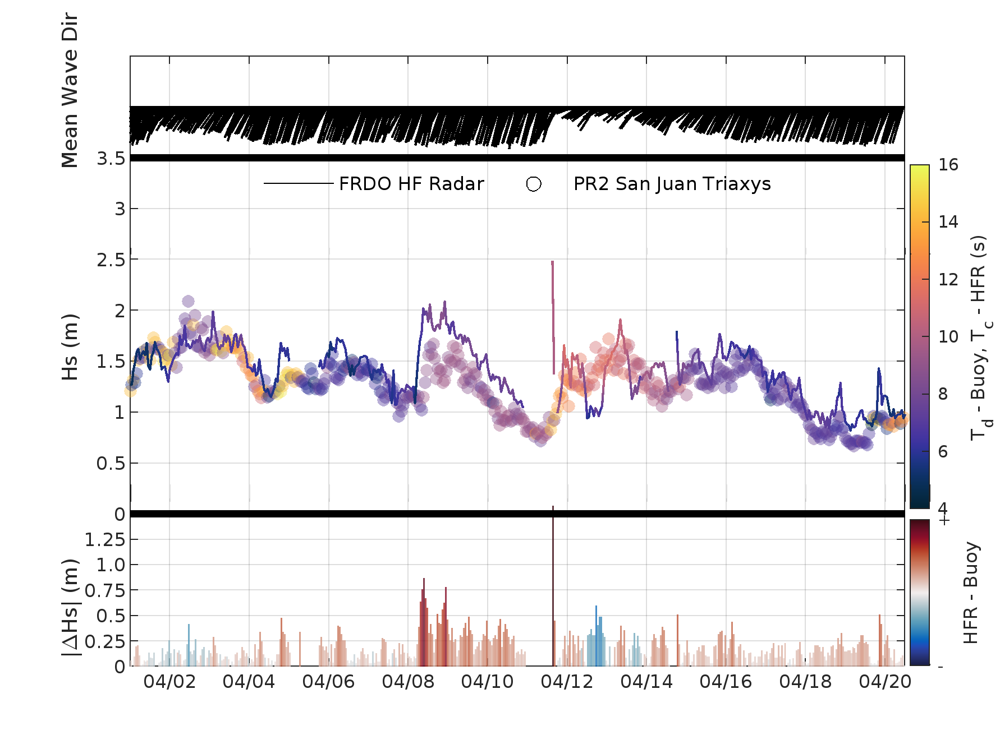 Mean Wave Dir
3.5
3
2.5
2
1.5
1
0.5
0
Hs (m)
FRDO HF Radar
PR2 San Juan Triaxys
16
14
12
10
8
6
4
T_d - Buoy, T_c - HFR (s)
1.25
1.0
0.75
0.5
0.25
0
|ΔHs| (m)
+
-
HFR - Buoy
04/02 04/04 04/06 04/08 04/10 04/12 04/14 04/16 04/18 04/20